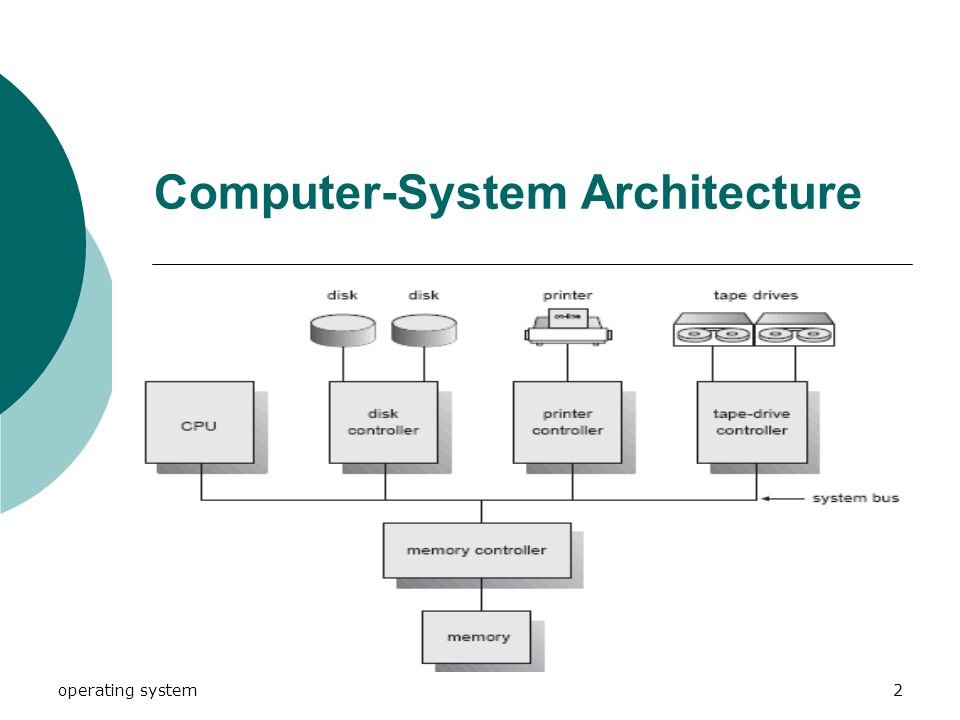 Computer-System Architecture
disk
disk
printer
tape drives
on-line
CPU
disk
controller
printer
controller
tape-drive
controller
system bus
memory controller
memory
operating system
2